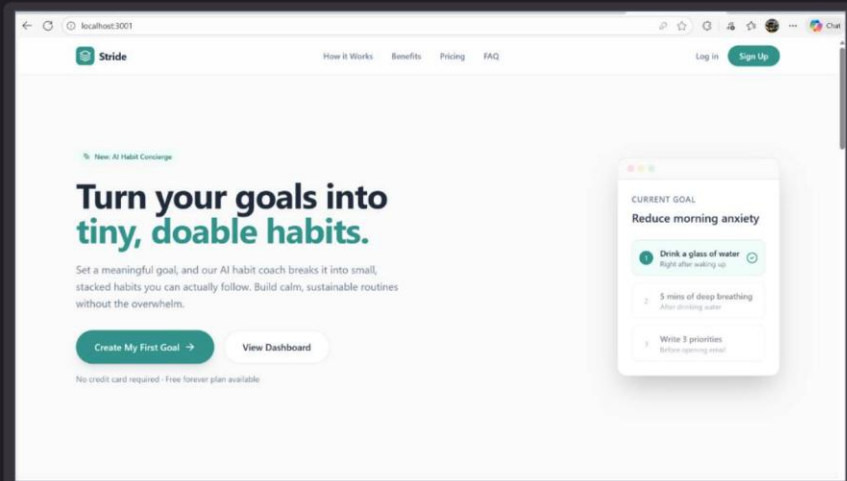 localhost:3001
Chat
Stride
How it Works Benefits Pricing FAQ
Log in Sign Up
New: AI Habit Concierge
Turn your goals into
tiny, doable habits.
Set a meaningful goal, and our AI habit coach breaks it into small,
stacked habits you can actually follow. Build calm, sustainable routines
without the overwhelm.
Create My First Goal → View Dashboard
No credit card required · Free forever plan available
CURRENT GOAL
Reduce morning anxiety
1 Drink a glass of water
Right after waking up
2 5 mins of deep breathing
After drinking water
3 Write 3 priorities
Before opening email